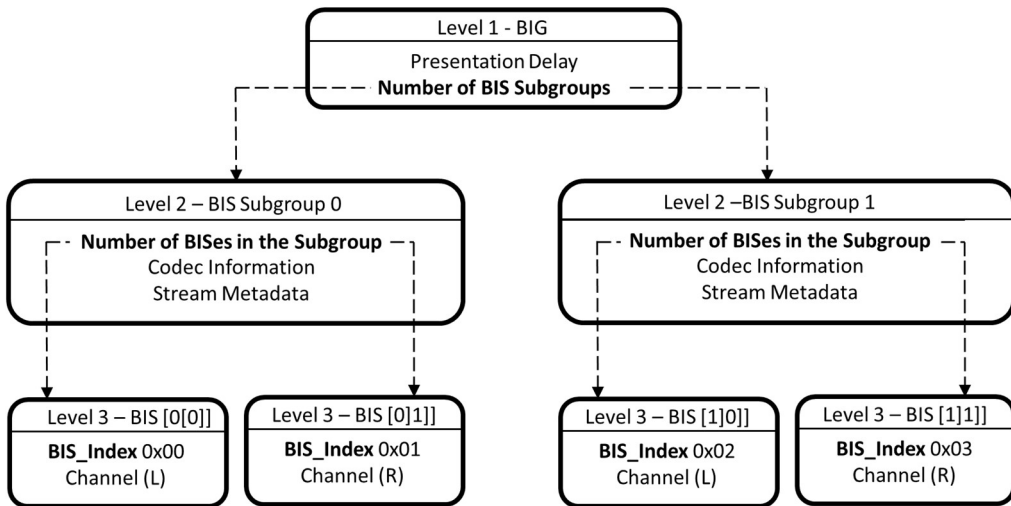 Level 1 - BIG
Presentation Delay
Number of BIS Subgroups
Level 2 – BIS Subgroup 0
Number of BISes in the Subgroup
Codec Information
Stream Metadata
Level 2 –BIS Subgroup 1
Number of BISes in the Subgroup
Codec Information
Stream Metadata
Level 3 – BIS [0[0]]
BIS_Index 0x00
Channel (L)
Level 3 – BIS [0]1]]
BIS_Index 0x01
Channel (R)
Level 3 – BIS [1]0]]
BIS_Index 0x02
Channel (L)
Level 3 – BIS [1]1]]
BIS_Index 0x03
Channel (R)